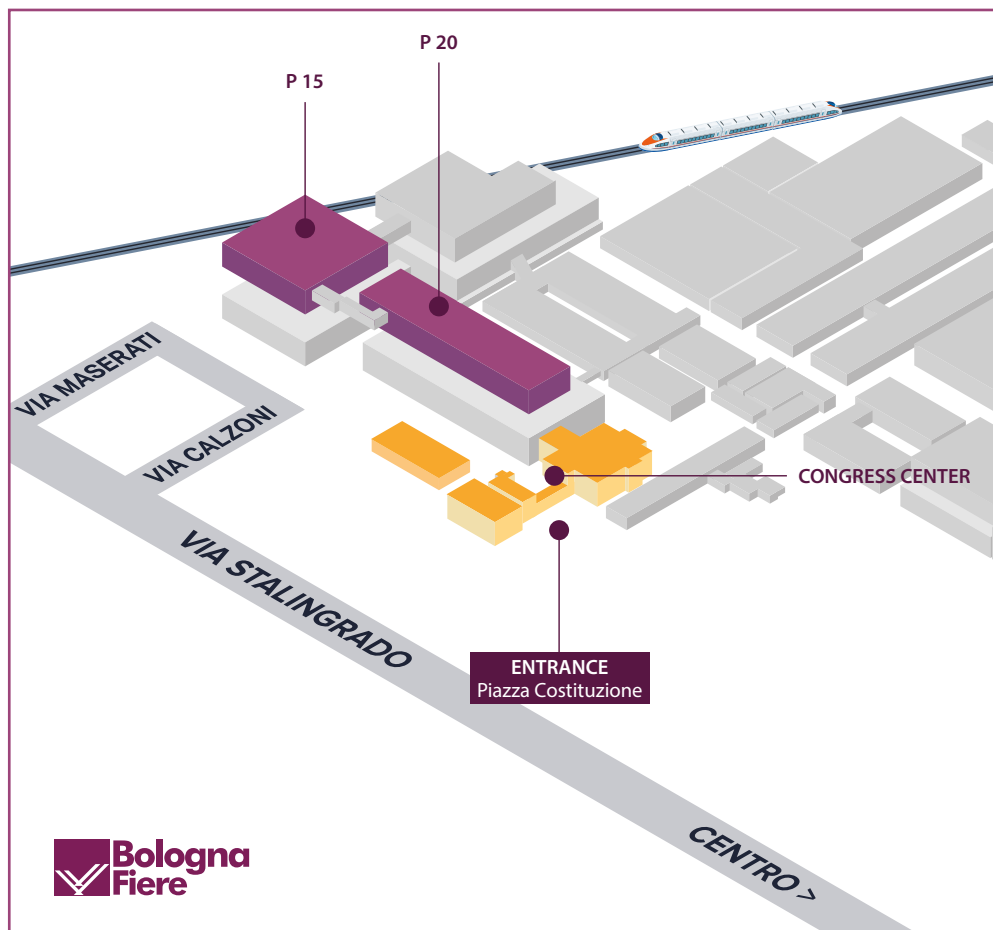 P 20
P 15
VIA MASERATI
VIA CALZONI
CONGRESS CENTER
VIA STALINGRADO
ENTRANCE
Piazza Costituzione
CENTRO >
Bologna
Fiere